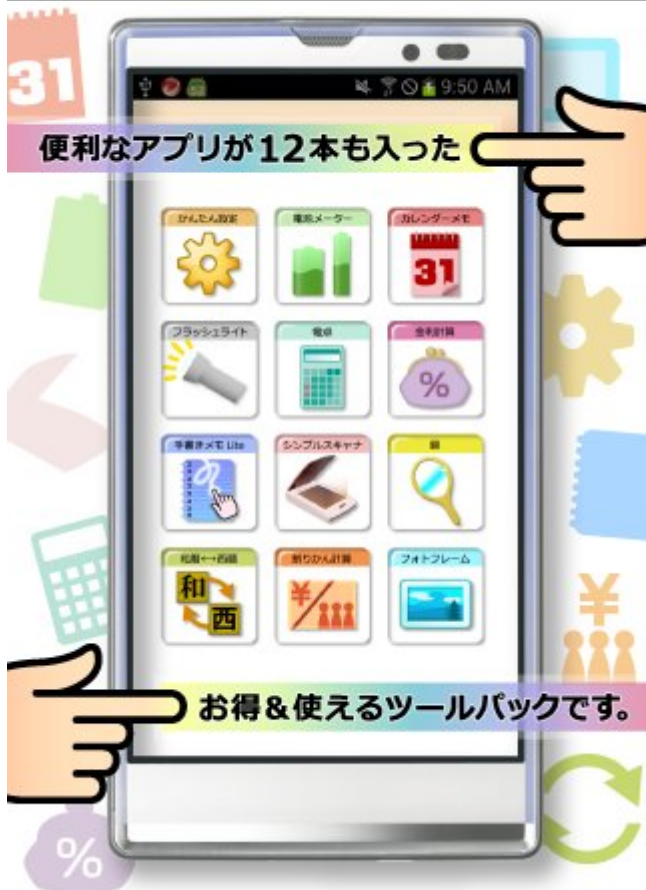 31
9:50 AM
便利なアプリが12本も入った
かんたん設定
電池メーター
カレンダーメモ
31
フラッシュライト
電卓
金利計算
%
手書きメモ Lite
シンプルスキャナ
鏡
和暦↔西暦
割りかん計算
フォトフレーム
和
西
¥
¥
お得&使えるツールパックです。
%